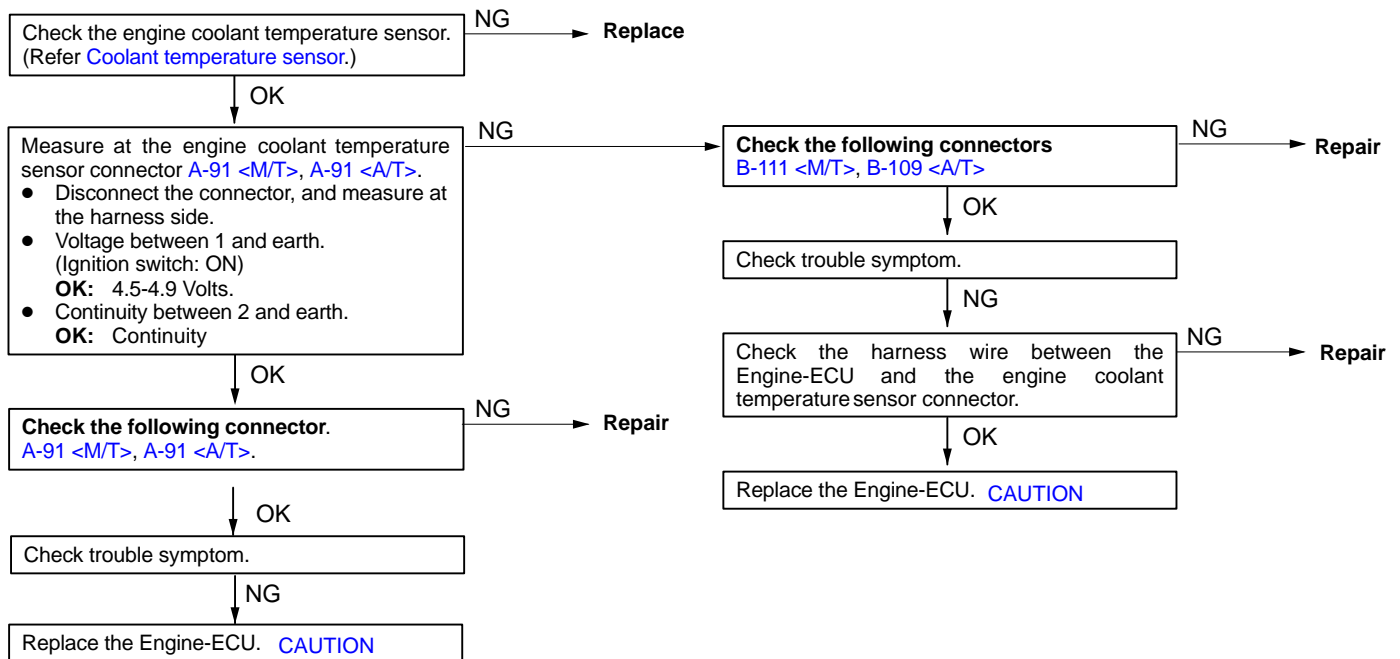 Check the engine coolant temperature sensor.
(Refer Coolant temperature sensor.)
NG
Replace
OK
Measure at the engine coolant temperature
sensor connector A-91 <M/T>, A-91 <A/T>.
● Disconnect the connector, and measure at
the harness side.
● Voltage between 1 and earth.
(Ignition switch: ON)
OK: 4.5-4.9 Volts.
● Continuity between 2 and earth.
OK: Continuity
NG
OK
Check the following connector.
A-91 <M/T>, A-91 <A/T>.
NG
Repair
OK
Check trouble symptom.
NG
Replace the Engine-ECU. CAUTION
Check the following connectors
B-111 <M/T>, B-109 <A/T>
NG
Repair
OK
Check trouble symptom.
NG
Check the harness wire between the
Engine-ECU and the engine coolant
temperature sensor connector.
NG
Repair
OK
Replace the Engine-ECU. CAUTION